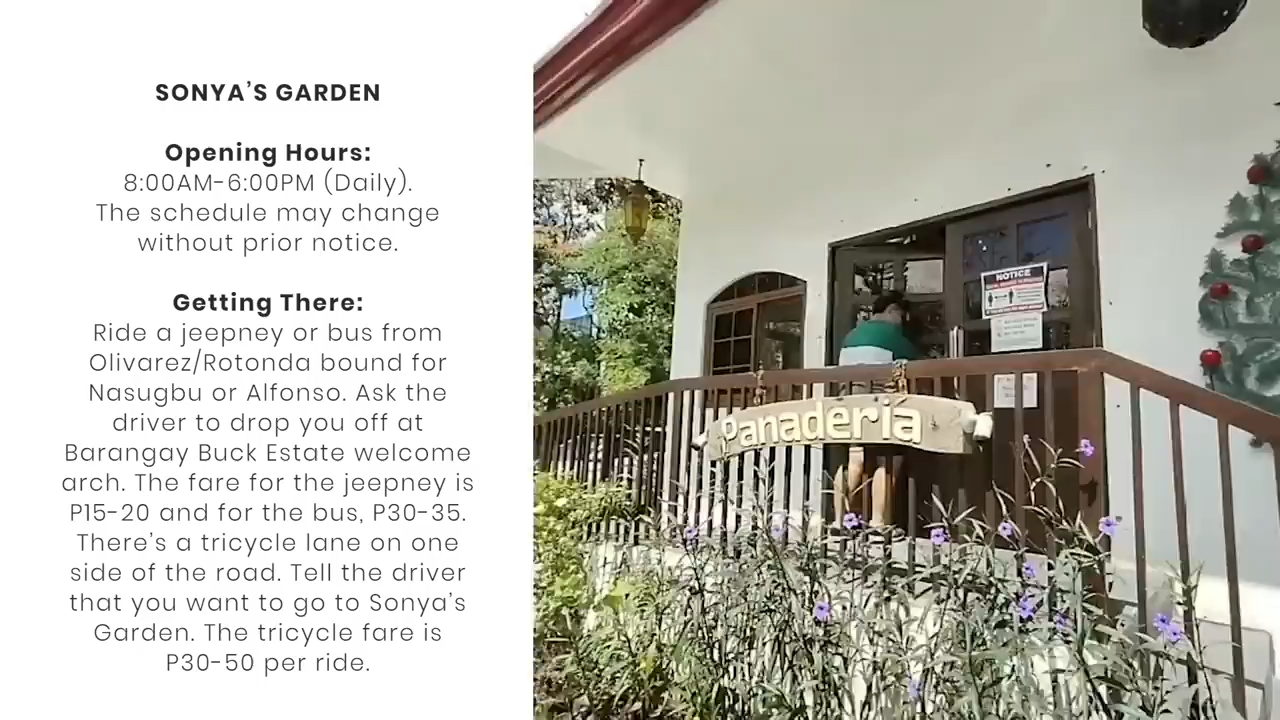 SONYA’S GARDEN
Opening Hours:
8:00AM-6:00PM (Daily).
The schedule may change
without prior notice.
Getting There:
Ride a jeepney or bus from
Olivarez/Rotonda bound for
Nasugbu or Alfonso. Ask the
driver to drop you off at
Barangay Buck Estate welcome
arch. The fare for the jeepney is
P15-20 and for the bus, P30-35.
There’s a tricycle lane on one
side of the road. Tell the driver
that you want to go to Sonya’s
Garden. The tricycle fare is
P30-50 per ride.
NOTICE
Panaderia